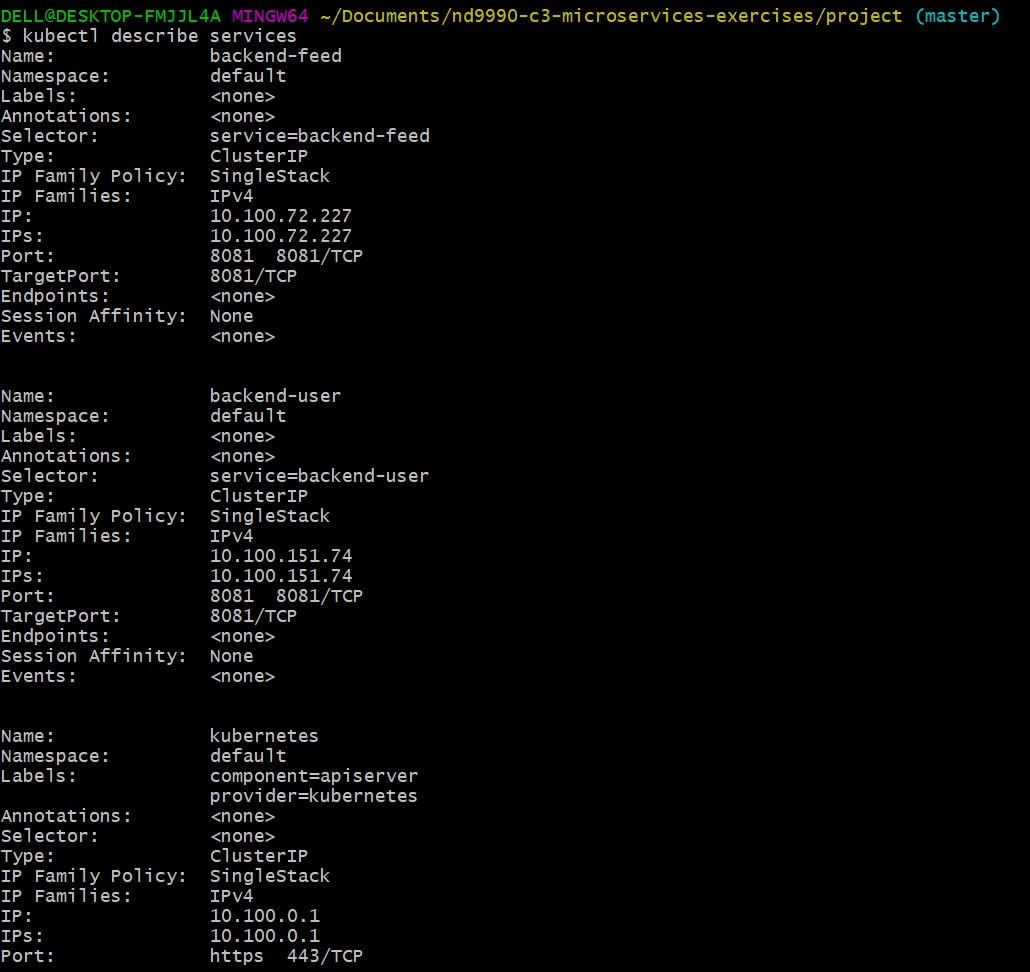 DELL@DESKTOP-FMJJL4A MINGW64 ~/Documents/nd9990-c3-microservices-exercises/project (master)
$ kubectl describe services
Name:              backend-feed
Namespace:         default
Labels:            <none>
Annotations:       <none>
Selector:          service=backend-feed
Type:              ClusterIP
IP Family Policy:  SingleStack
IP Families:       IPv4
IP:                10.100.72.227
IPs:               10.100.72.227
Port:              8081  8081/TCP
TargetPort:        8081/TCP
Endpoints:         <none>
Session Affinity:  None
Events:            <none>
Name:              backend-user
Namespace:         default
Labels:            <none>
Annotations:       <none>
Selector:          service=backend-user
Type:              ClusterIP
IP Family Policy:  SingleStack
IP Families:       IPv4
IP:                10.100.151.74
IPs:               10.100.151.74
Port:              8081  8081/TCP
TargetPort:        8081/TCP
Endpoints:         <none>
Session Affinity:  None
Events:            <none>
Name:              kubernetes
Namespace:         default
Labels:            component=apiserver
                   provider=kubernetes
Annotations:       <none>
Selector:          <none>
Type:              ClusterIP
IP Family Policy:  SingleStack
IP Families:       IPv4
IP:                10.100.0.1
IPs:               10.100.0.1
Port:              https  443/TCP